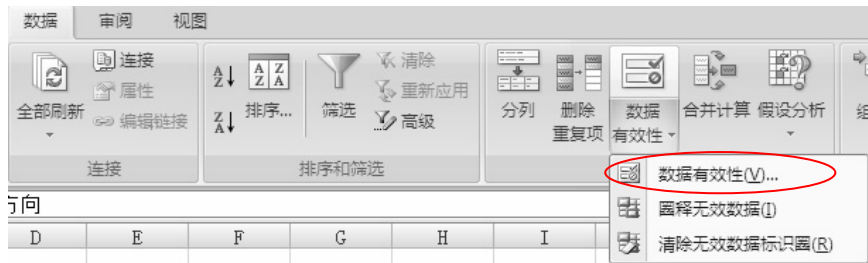 数据 审阅 视图
连接
属性
编辑链接
全部刷新
连接
排序...
筛选
清除
重新应用
高级
排序和筛选
分列
删除
重复项
数据
有效性
合并计算
假设分析
组
数据有效性(V)...
圈释无效数据(I)
清除无效数据标识圈(R)
方向
D E F G H I